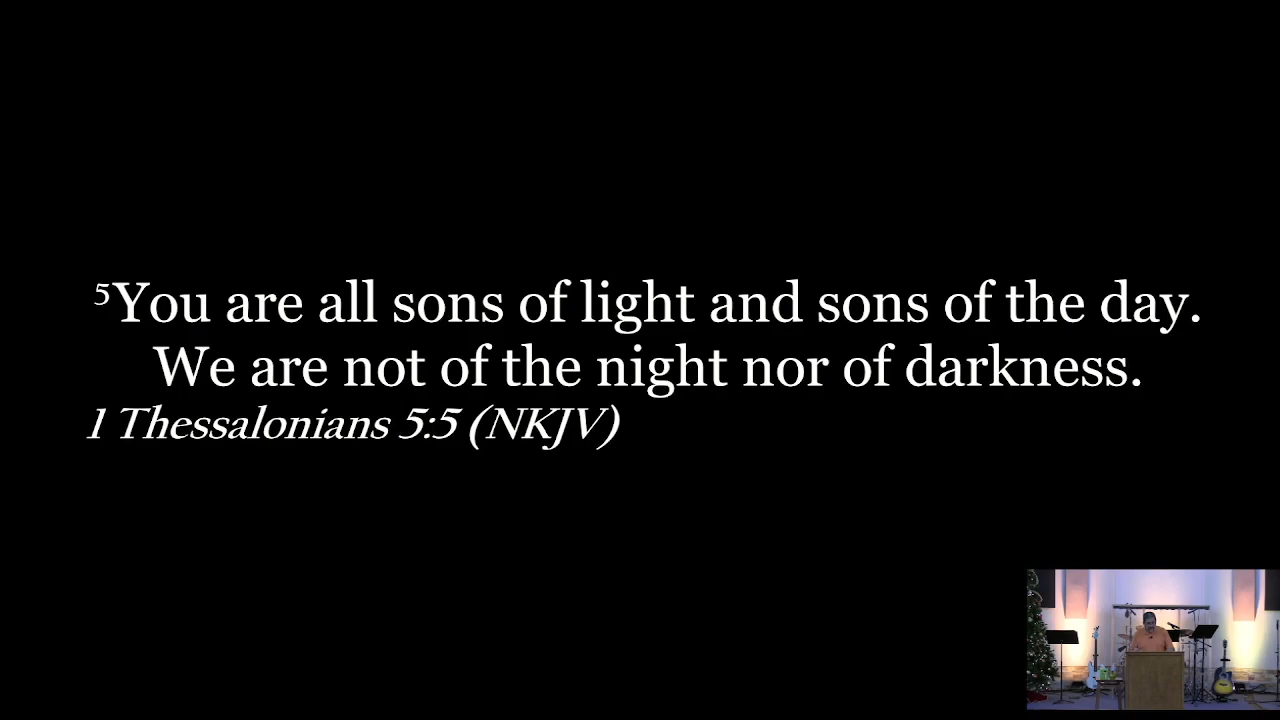 ⁵You are all sons of light and sons of the day.
We are not of the night nor of darkness.
1 Thessalonians 5:5 (NKJV)